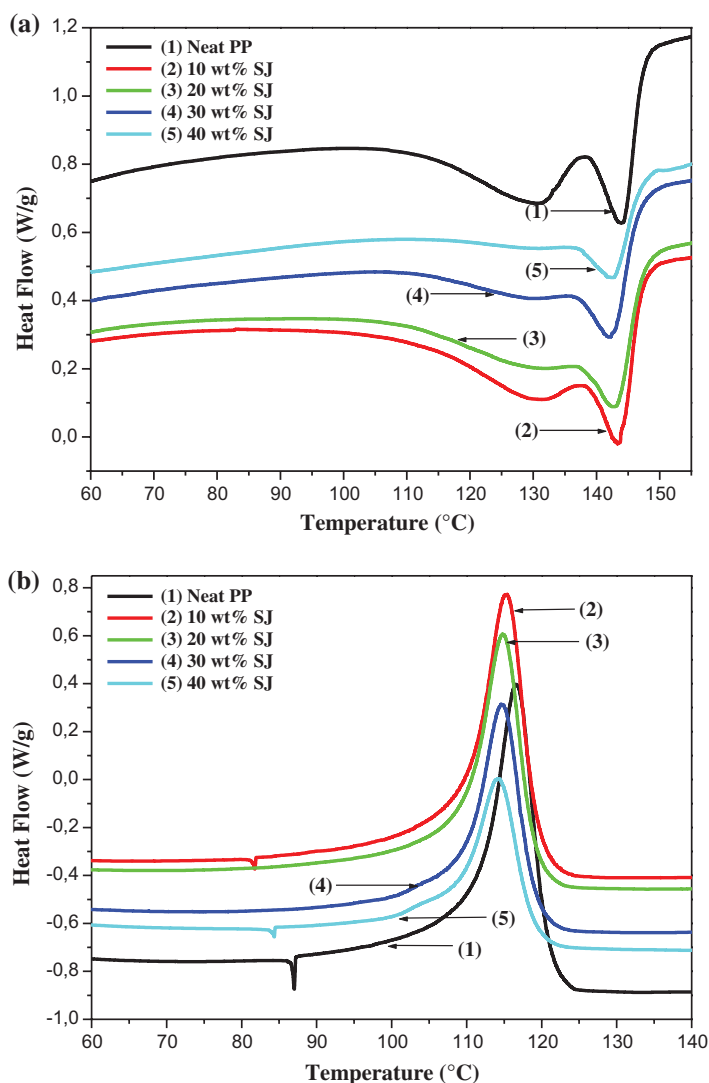 (a)
1,2
1,0
0,8
0,6
0,4
0,2
0,0
Heat Flow (W/g)
(1) Neat PP
(2) 10 wt% SJ
(3) 20 wt% SJ
(4) 30 wt% SJ
(5) 40 wt% SJ
(1)
(5)
(4)
(3)
(2)
60 70 80 90 100 110 120 130 140 150
Temperature (°C)
(b)
0,8
0,6
0,4
0,2
0,0
-0,2
-0,4
-0,6
-0,8
-1,0
Heat Flow (W/g)
(1) Neat PP
(2) 10 wt% SJ
(3) 20 wt% SJ
(4) 30 wt% SJ
(5) 40 wt% SJ
(2)
(3)
(4)
(5)
(1)
60 70 80 90 100 110 120 130 140
Temperature (°C)